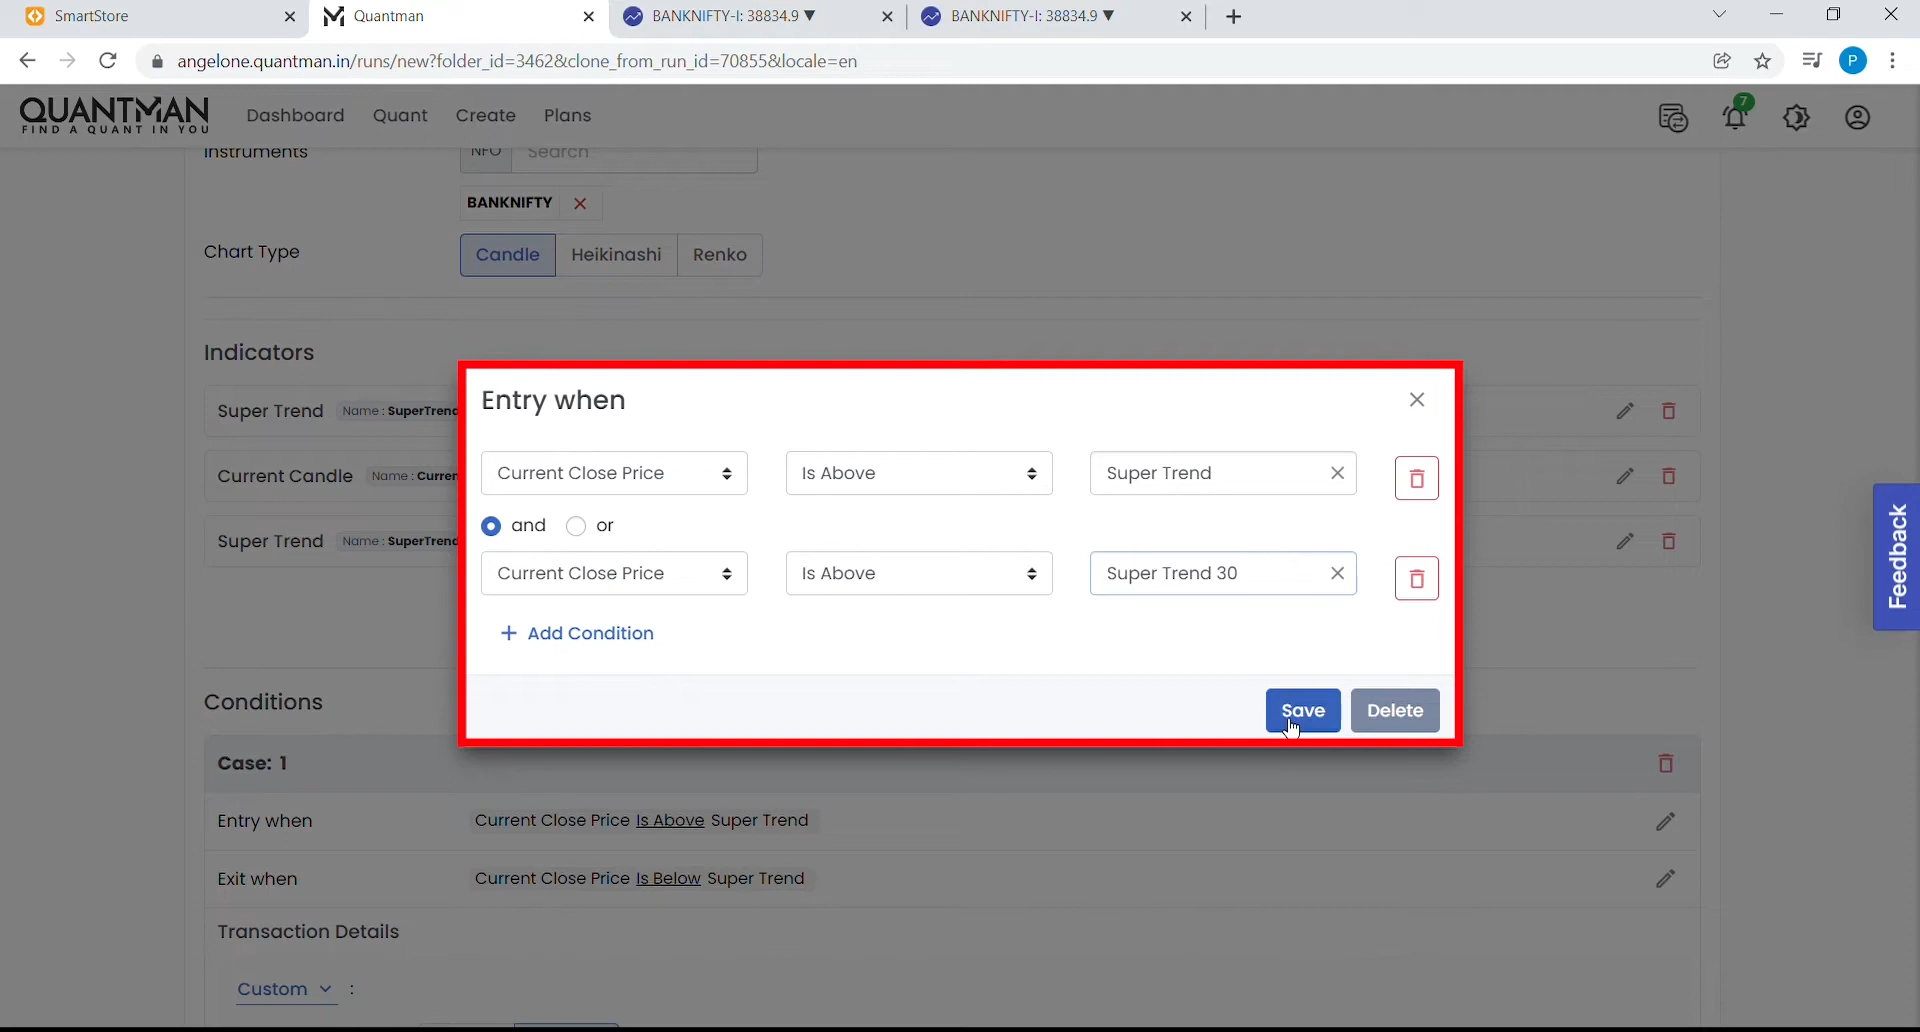 SmartStore
Quantman
BANKNIFTY-I: 38834.9 ▼
BANKNIFTY-I: 38834.9 ▼
angelone.quantman.in/runs/new?folder_id=3462&clone_from_run_id=70855&locale=en
P
QUANTMAN
FIND A QUANT IN YOU
Dashboard
Quant
Create
Plans
7
Instruments
NFO
Search
BANKNIFTY
Chart Type
Candle
Heikinashi
Renko
Indicators
Super Trend
Name : SuperTrend
Current Candle
Name : Curren
Super Trend
Name : SuperTrend
Entry when
Current Close Price
Is Above
Super Trend
and
or
Current Close Price
Is Above
Super Trend 30
+ Add Condition
Save
Delete
Feedback
Conditions
Case: 1
Entry when
Current Close Price Is Above Super Trend
Exit when
Current Close Price Is Below Super Trend
Transaction Details
Custom :